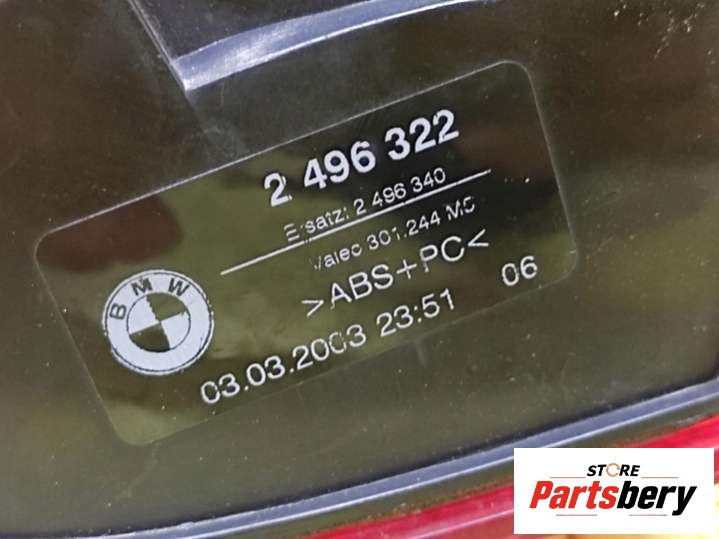 2 496 322
Ersatz: 2 496 340
Valeo 301.244 MC
>ABS+PC<
BMW
03.03.2003 23:51 06
STORE
Partsbery